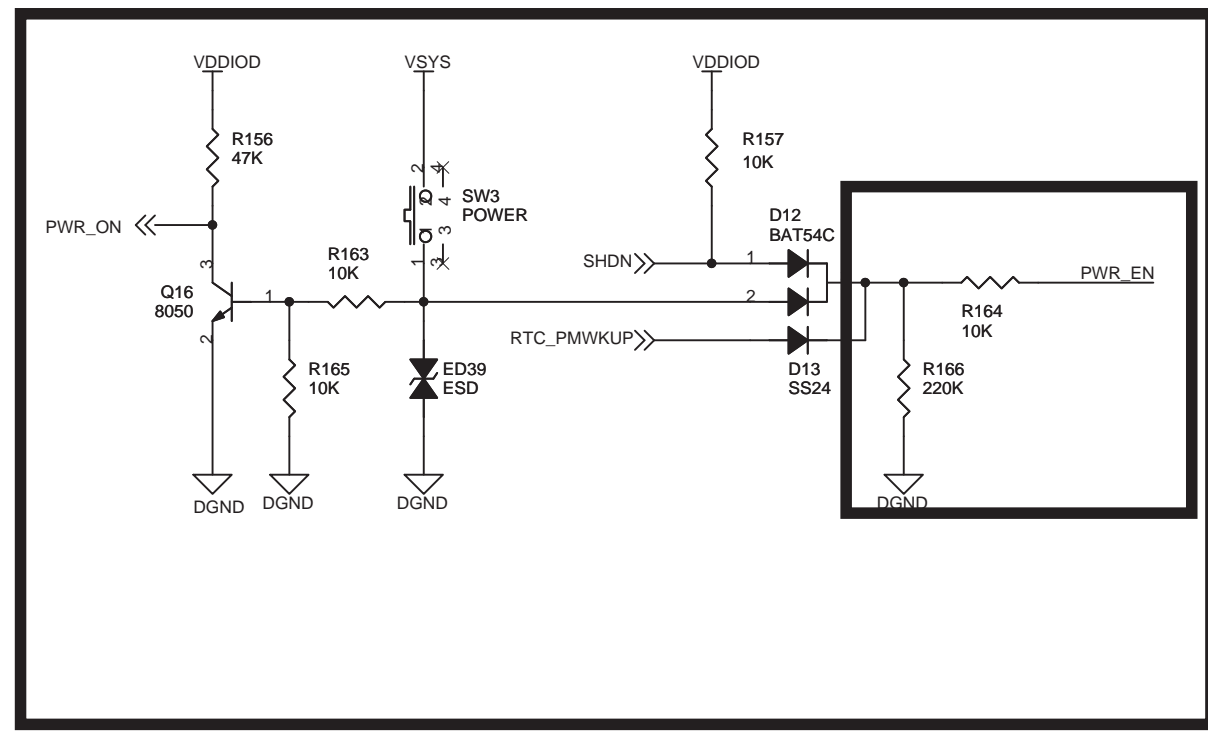 VDDIOD
VSYS
VDDIOD
R156
47K
R157
10K
2
4
4
2
SW3
POWER
PWR_ON
D12
BAT54C
3
1
3
SHDN
1
PWR_EN
R163
10K
3
Q16
8050
1
2
R164
10K
RTC_PMWKUP
2
R165
10K
ED39
ESD
D13
SS24
R166
220K
DGND
DGND
DGND
DGND